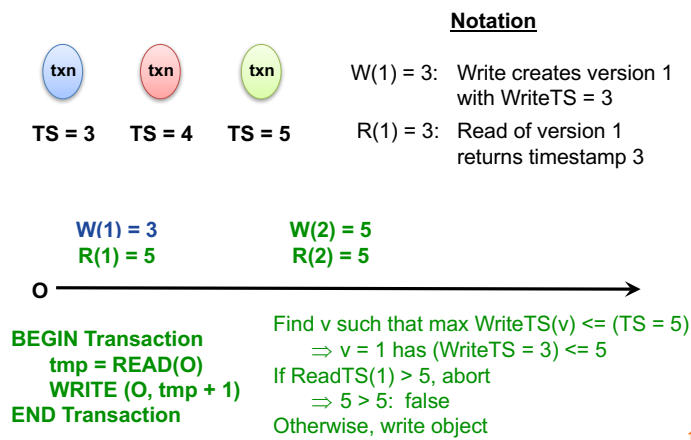 Notation
txn txn txn
TS = 3 TS = 4 TS = 5
W(1) = 3: Write creates version 1
with WriteTS = 3
R(1) = 3: Read of version 1
returns timestamp 3
W(1) = 3 W(2) = 5
R(1) = 5 R(2) = 5
O
BEGIN Transaction
tmp = READ(O)
WRITE (O, tmp + 1)
END Transaction
Find v such that max WriteTS(v) <= (TS = 5)
⇒ v = 1 has (WriteTS = 3) <= 5
If ReadTS(1) > 5, abort
⇒ 5 > 5: false
Otherwise, write object